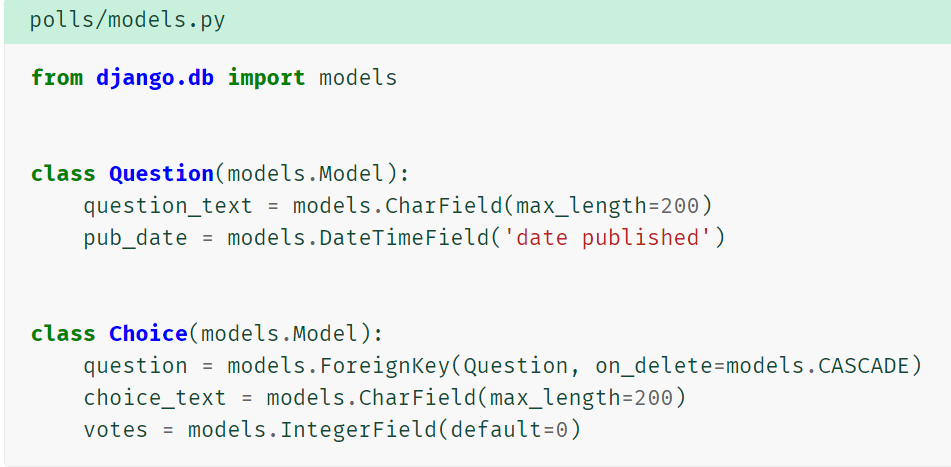 polls/models.py
from django.db import models
class Question(models.Model):
    question_text = models.CharField(max_length=200)
    pub_date = models.DateTimeField('date published')
class Choice(models.Model):
    question = models.ForeignKey(Question, on_delete=models.CASCADE)
    choice_text = models.CharField(max_length=200)
    votes = models.IntegerField(default=0)